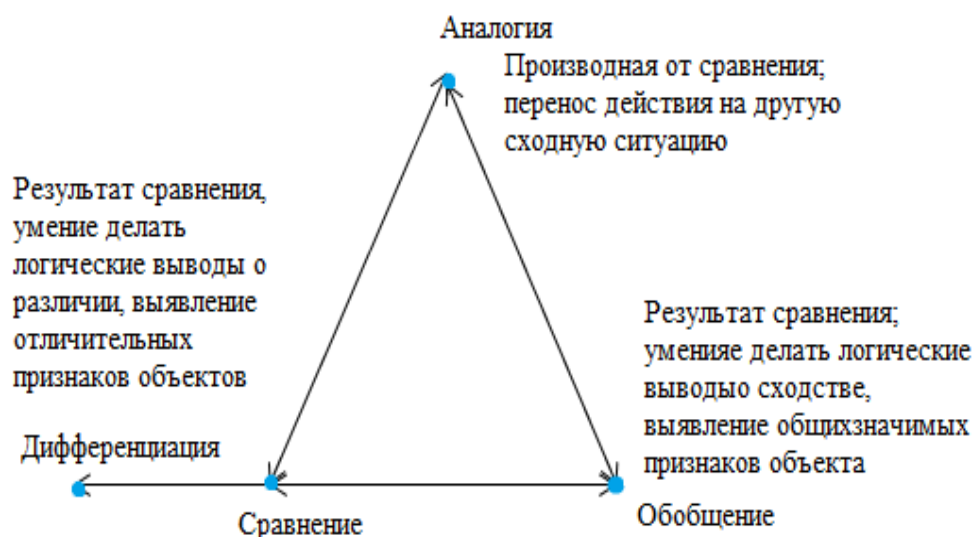 Аналогия
Производная от сравнения;
перенос действия на другую
сходную ситуацию
Результат сравнения,
умение делать
логические выводы о
различии, выявление
отличительных
признаков объектов
Результат сравнения;
уменияе делать логические
выводыо сходстве,
выявление общихзначимых
признаков объекта
Дифференциация
Сравнение
Обобщение